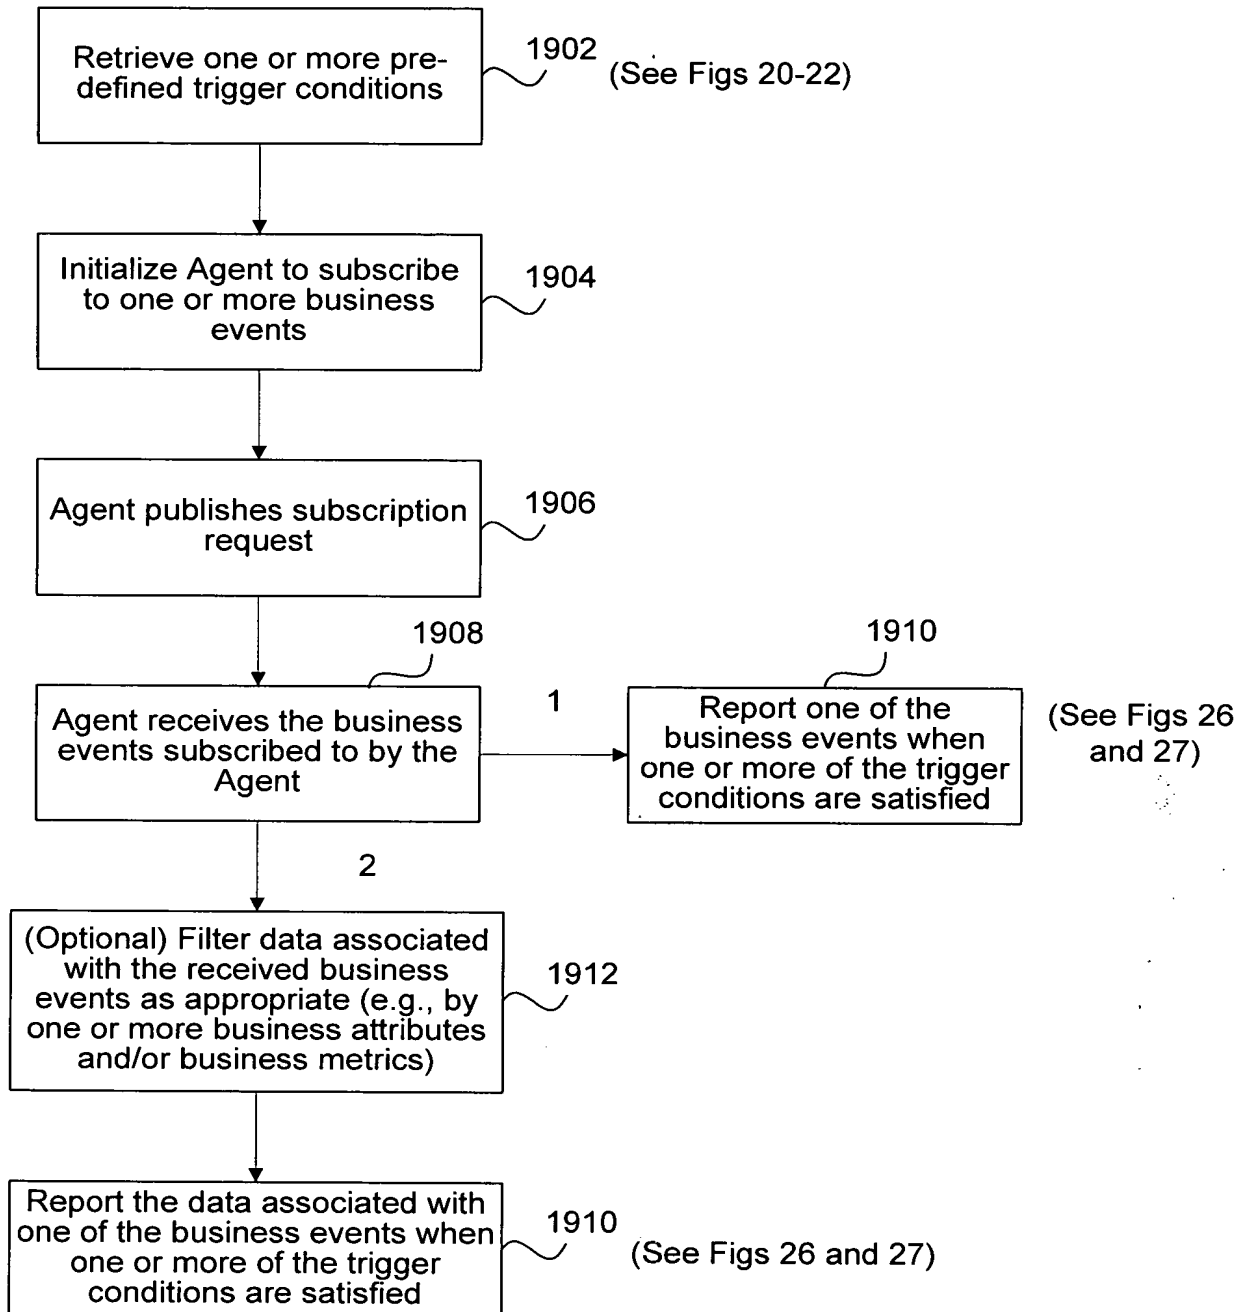 Retrieve one or more pre-
defined trigger conditions
1902
(See Figs 20-22)
Initialize Agent to subscribe
to one or more business
events
1904
Agent publishes subscription
request
1906
1908
Agent receives the business
events subscribed to by the
Agent
1
1910
Report one of the
business events when
one or more of the trigger
conditions are satisfied
(See Figs 26
and 27)
2
(Optional) Filter data associated
with the received business
events as appropriate (e.g., by
one or more business attributes
and/or business metrics)
1912
Report the data associated with
one of the business events when
one or more of the trigger
conditions are satisfied
1910
(See Figs 26 and 27)